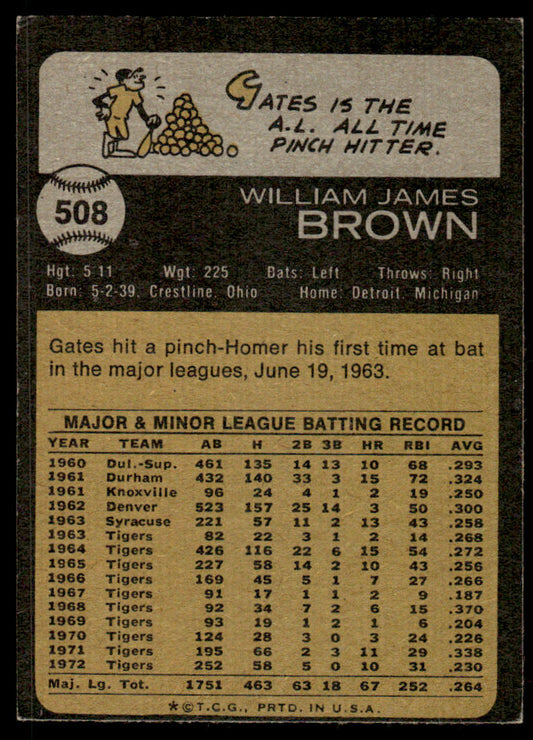 GATES IS THE
A.L. ALL TIME
PINCH HITTER.
508
WILLIAM JAMES
BROWN
Hgt: 5 11 Wgt: 225 Bats: Left Throws: Right
Born: 5-2-39, Crestline, Ohio Home: Detroit, Michigan
Gates hit a pinch-Homer his first time at bat
in the major leagues, June 19, 1963.
MAJOR & MINOR LEAGUE BATTING RECORD
YEAR TEAM AB H 2B 3B HR RBI AVG
1960 Dul.-Sup. 461 135 14 13 10 68 .293
1961 Durham 432 140 33 3 15 72 .324
1961 Knoxville 96 24 4 1 2 19 .250
1962 Denver 523 157 25 14 3 50 .300
1963 Syracuse 221 57 11 2 13 43 .258
1963 Tigers 82 22 3 1 2 14 .268
1964 Tigers 426 116 22 6 15 54 .272
1965 Tigers 227 58 14 2 10 43 .256
1966 Tigers 169 45 5 1 7 27 .266
1967 Tigers 91 17 1 1 2 9 .187
1968 Tigers 92 34 7 2 6 15 .370
1969 Tigers 93 19 1 2 1 6 .204
1970 Tigers 124 28 3 0 3 24 .226
1971 Tigers 195 66 2 3 11 29 .338
1972 Tigers 252 58 5 0 10 31 .230
Maj. Lg. Tot. 1751 463 63 18 67 252 .264
*©T.C.G., PRTD. IN U.S.A.